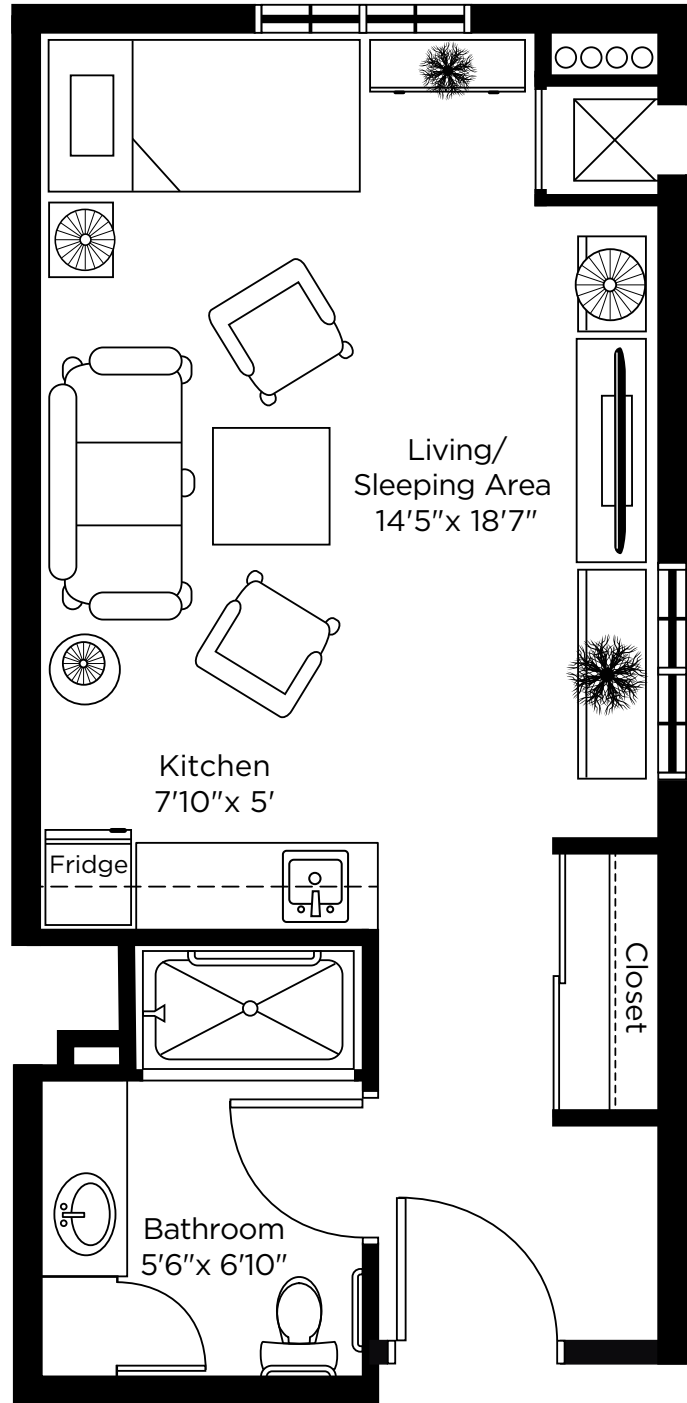 Living/
Sleeping Area
14'5"x 18'7"
Kitchen
7'10"x 5'
Fridge
Closet
Bathroom
5'6"x 6'10"